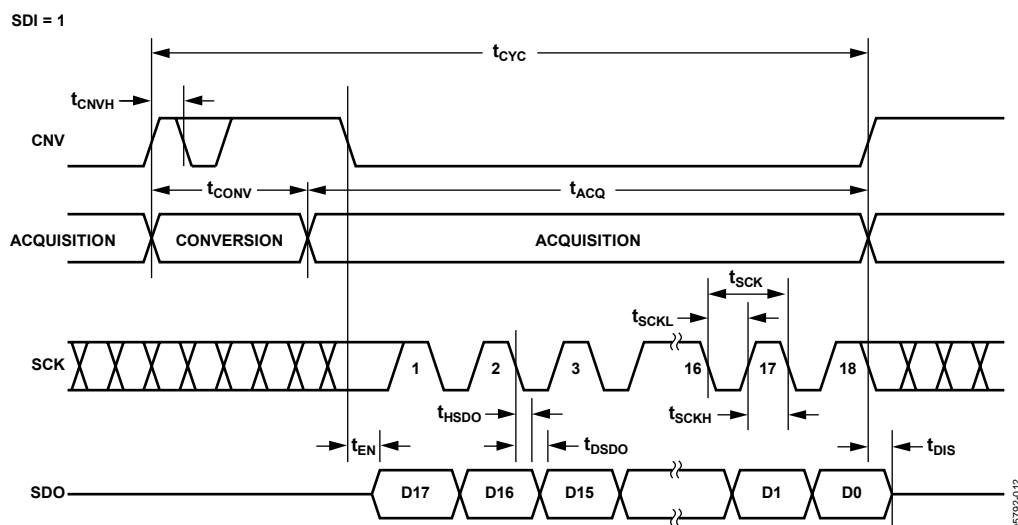 SDI = 1
tCYC
tCNVH
CNV
tCONV
tACQ
ACQUISITION
CONVERSION
ACQUISITION
tSCK
tSCKL
SCK
1
2
3
16
17
18
tHSDO
tSCKH
tEN
tDSDO
tDIS
SDO
D17
D16
D15
D1
D0